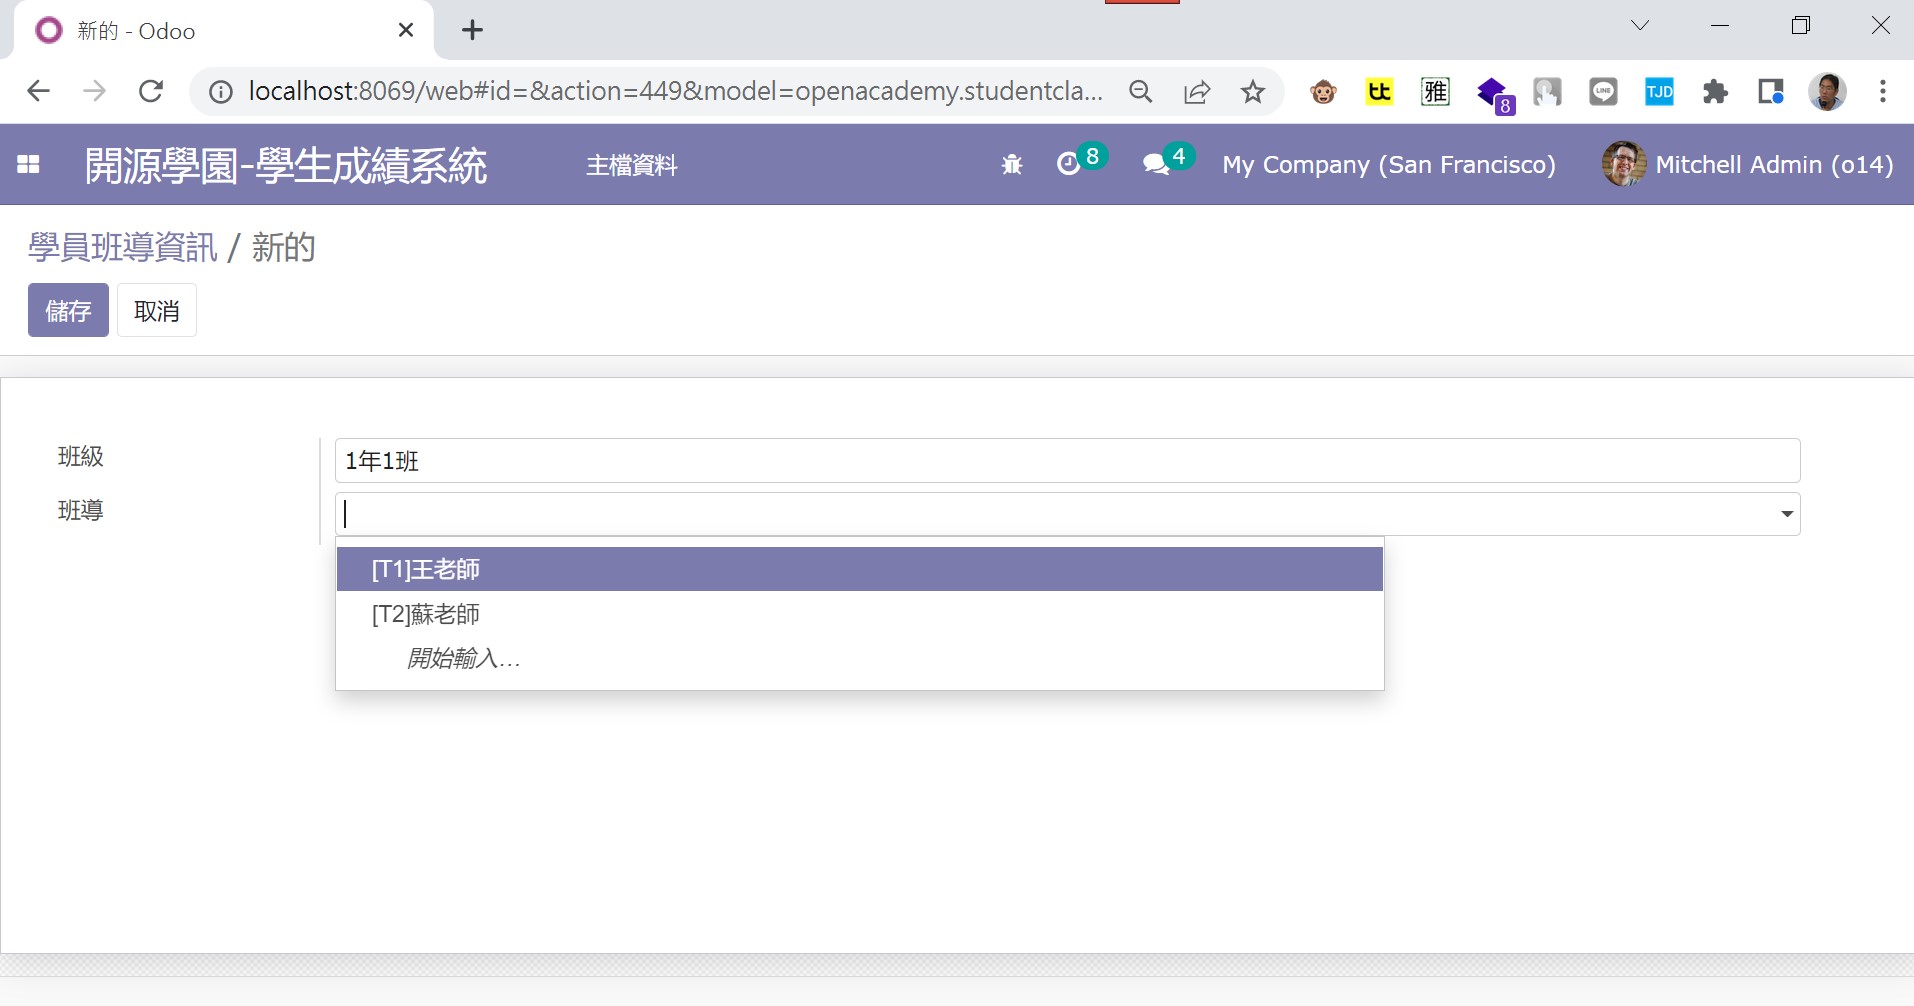 新的 - Odoo
localhost:8069/web#id=&action=449&model=openacademy.studentcla...
tt
雅
8
LINE
TJD
開源學園-學生成績系統
主檔資料
8
4
My Company (San Francisco)
Mitchell Admin (o14)
學員班導資訊 / 新的
儲存
取消
班級
1年1班
班導
[T1]王老師
[T2]蘇老師
開始輸入...